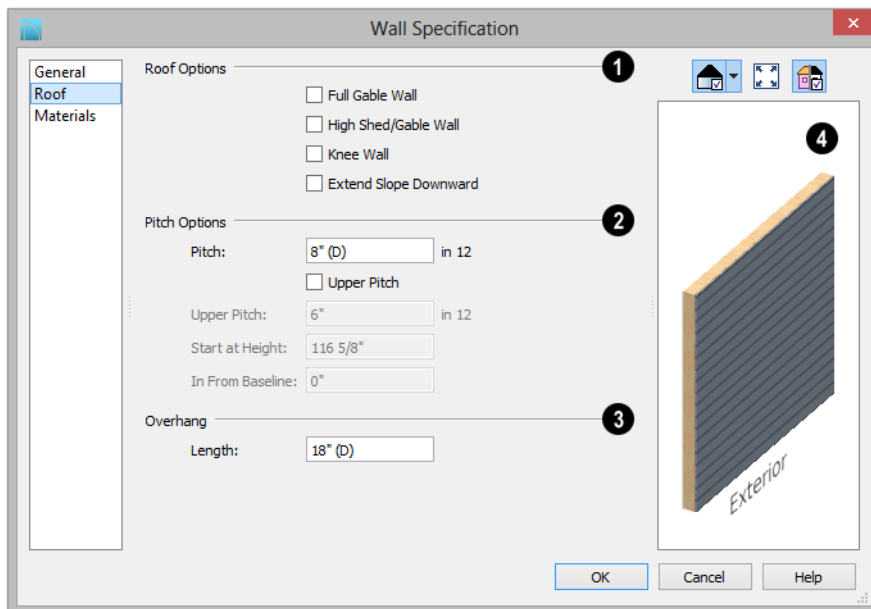 Wall Specification
General
Roof
Materials
Roof Options
1
Full Gable Wall
High Shed/Gable Wall
Knee Wall
Extend Slope Downward
Pitch Options
2
Pitch: 8" (D) in 12
Upper Pitch
Upper Pitch: 6" in 12
Start at Height: 116 5/8"
In From Baseline: 0"
Overhang
3
Length: 18" (D)
4
Exterior
OK Cancel Help